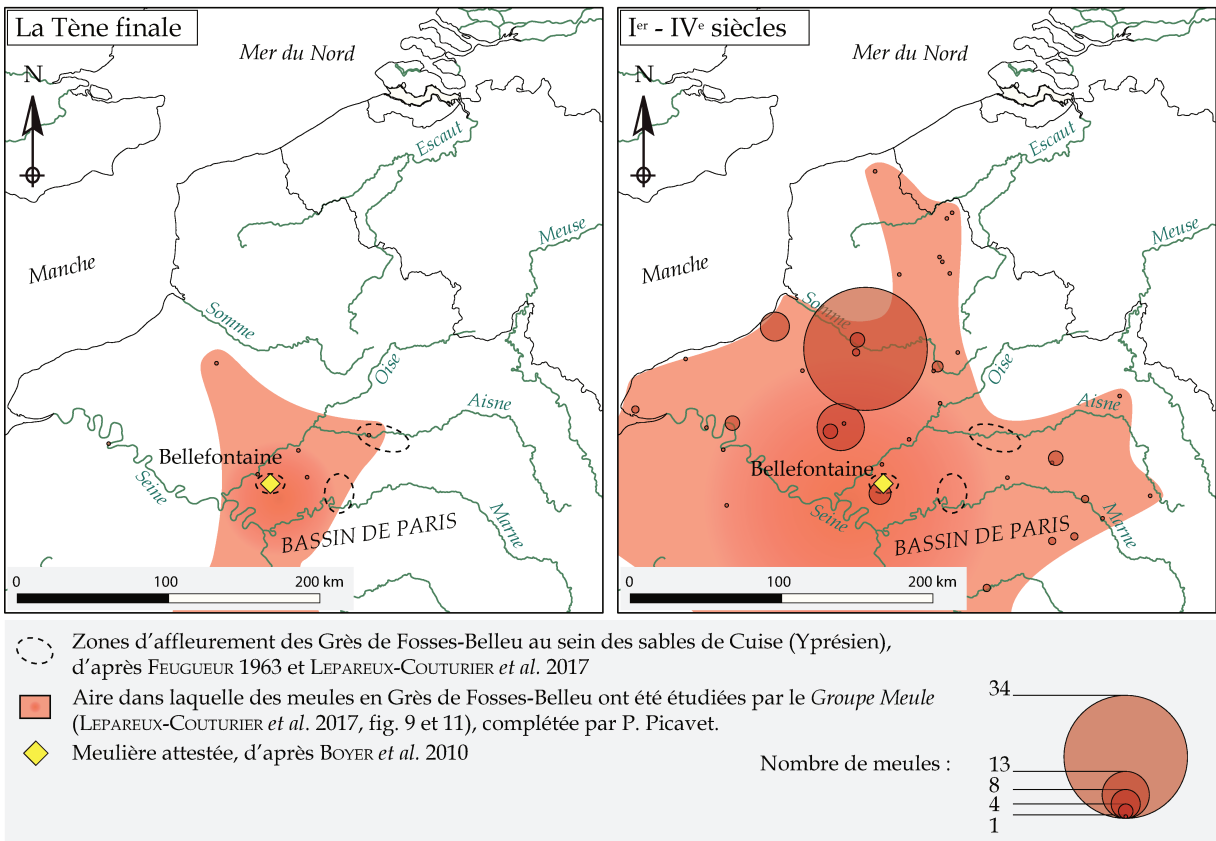 La Tène finale
Mer du Nord
N
Escaut
Meuse
Manche
Somme
Oise
Aisne
Bellefontaine
Seine
Marne
BASSIN DE PARIS
0 100 200 km
Ier - IVe siècles
Mer du Nord
N
Escaut
Meuse
Manche
Somme
Oise
Aisne
Bellefontaine
Seine
Marne
BASSIN DE PARIS
0 100 200 km
Zones d'affleurement des Grès de Fosses-Belleu au sein des sables de Cuise (Yprésien),
d'après FEUGUEUR 1963 et LEPAREUX-COUTURIER et al. 2017
Aire dans laquelle des meules en Grès de Fosses-Belleu ont été étudiées par le Groupe Meule
(LEPAREUX-COUTURIER et al. 2017, fig. 9 et 11), complétée par P. Picavet.
Meulière attestée, d'après BOYER et al. 2010
Nombre de meules :
34
13
8
4
1